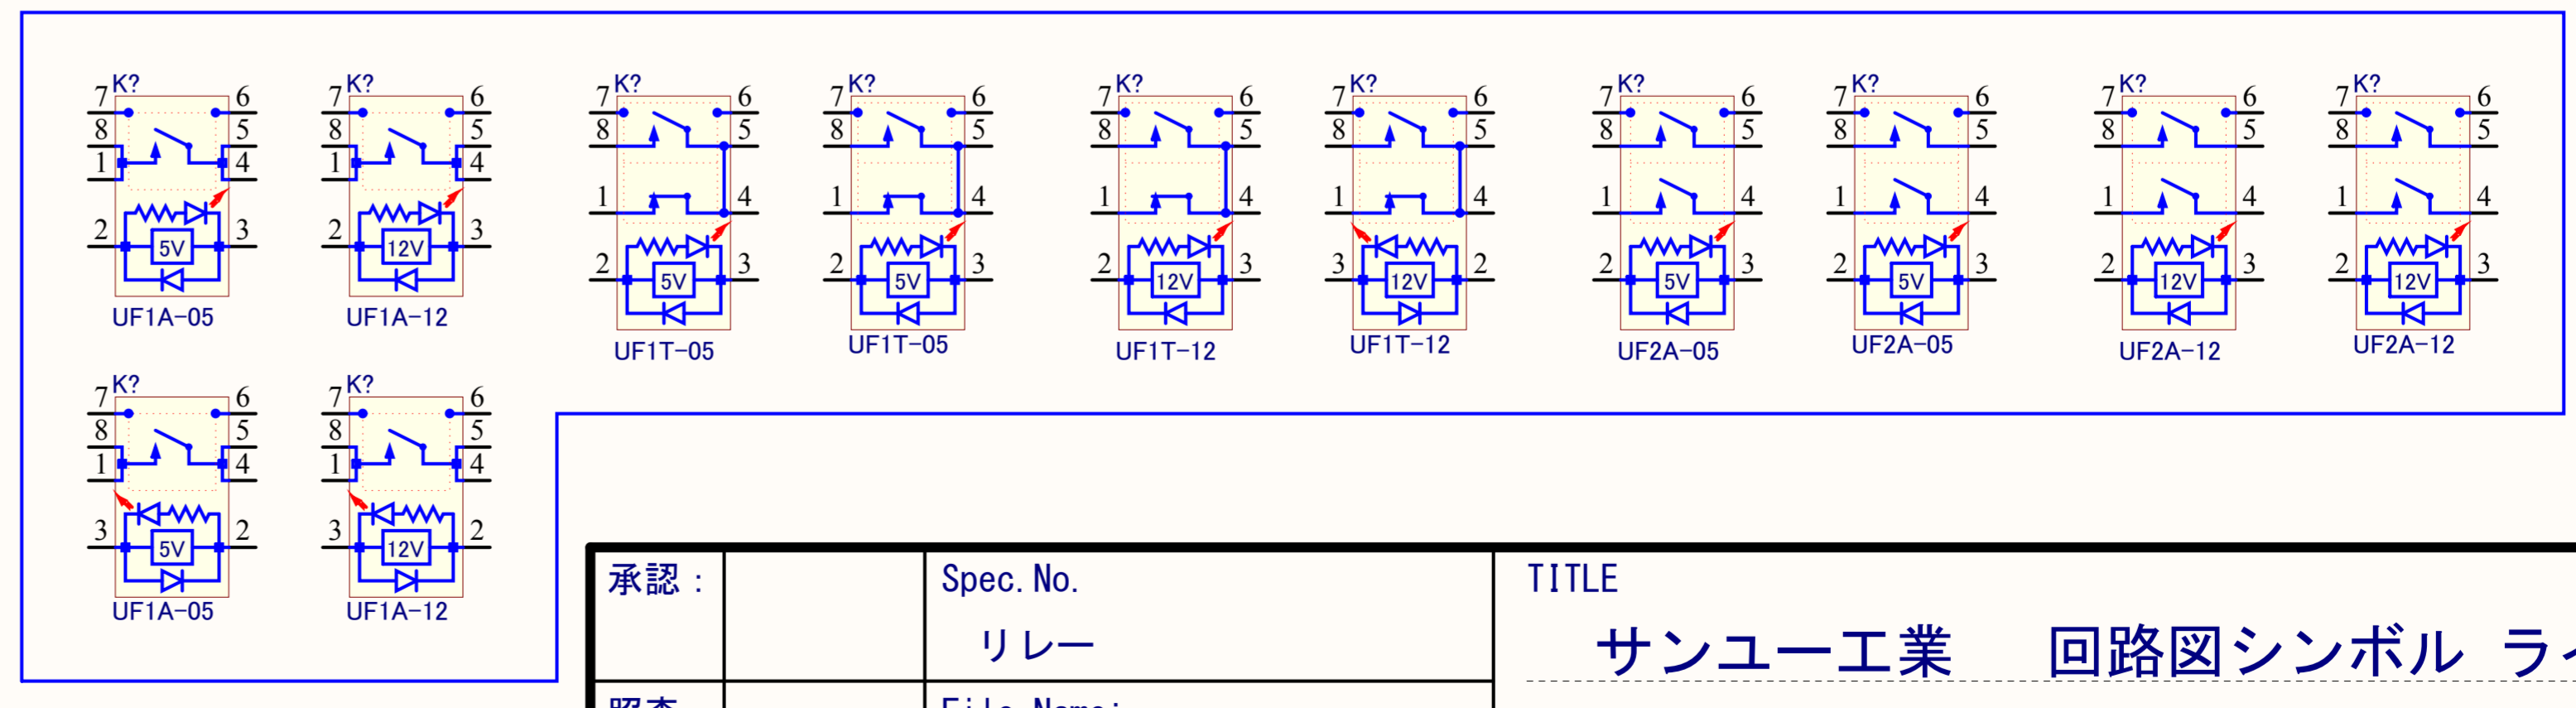 K? K? K? K? K? K? K? K? K? K?
7 6 7 6 7 6 7 6 7 6 7 6 7 6 7 6 7 6 7 6
8 5 8 5 8 5 8 5 8 5 8 5 8 5 8 5 8 5 8 5
1 4 1 4 1 4 1 4 1 4 1 4 1 4 1 4 1 4 1 4
2 5V 3 2 12V 3 2 5V 3 2 5V 3 2 12V 3 3 12V 2 2 5V 3 2 5V 3 2 12V 3 2 12V 3
UF1A-05 UF1A-12 UF1T-05 UF1T-05 UF1T-12 UF1T-12 UF2A-05 UF2A-05 UF2A-12 UF2A-12
K? K?
7 6 7 6
8 5 8 5
1 4 1 4
3 5V 2 3 12V 2
UF1A-05 UF1A-12
承認：
Spec.No.
リレー
TITLE
サンユー工業 回路図シンボル